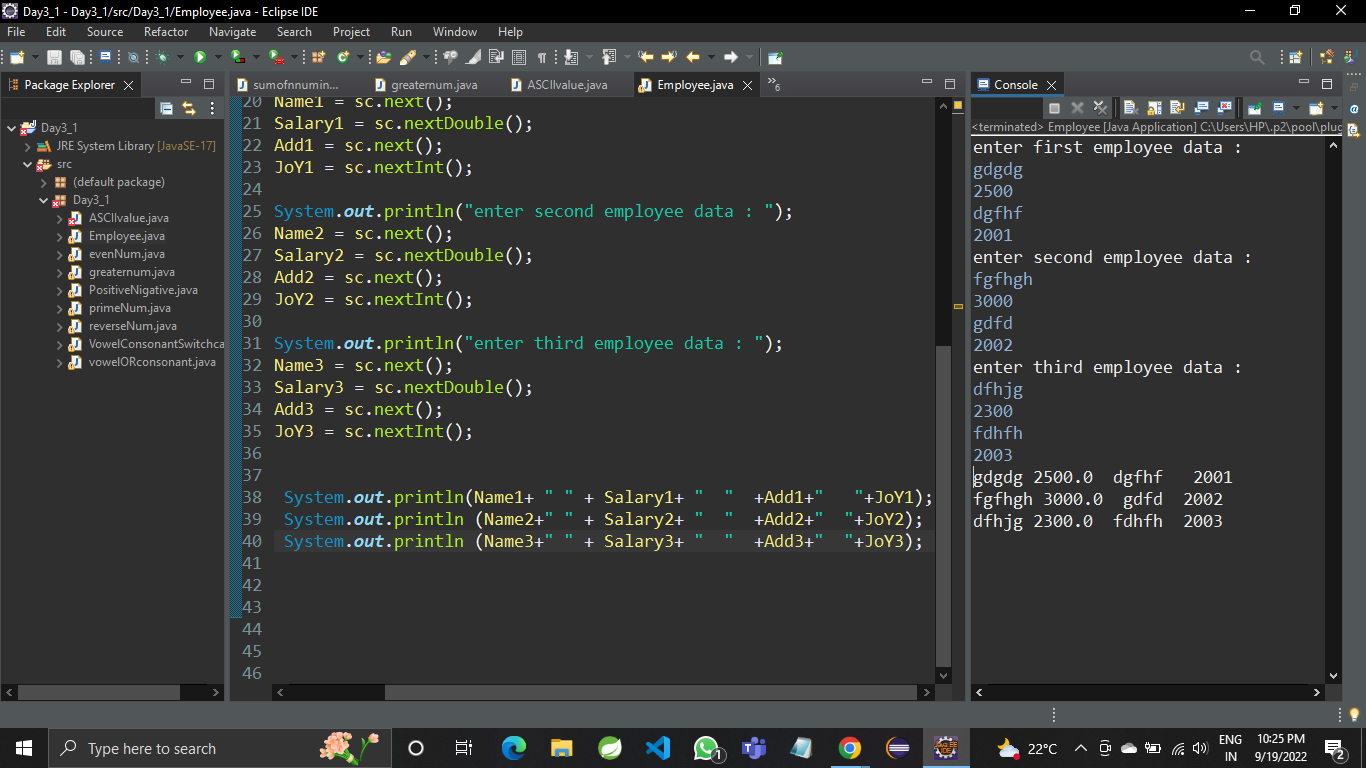 Day3_1 - Day3_1/src/Day3_1/Employee.java - Eclipse IDE
File Edit Source Refactor Navigate Search Project Run Window Help
Package Explorer
Day3_1
JRE System Library [JavaSE-17]
src
(default package)
Day3_1
ASCIIvalue.java
Employee.java
evenNum.java
greaternum.java
PositiveNigative.java
primeNum.java
reverseNum.java
VowelConsonantSwitchca
vowelORconsonant.java
sumofnnumin... greaternum.java ASCIIvalue.java Employee.java 6
20 Name1 = sc.next();
21 Salary1 = sc.nextDouble();
22 Add1 = sc.next();
23 JoY1 = sc.nextInt();
24
25 System.out.println("enter second employee data : ");
26 Name2 = sc.next();
27 Salary2 = sc.nextDouble();
28 Add2 = sc.next();
29 JoY2 = sc.nextInt();
30
31 System.out.println("enter third employee data : ");
32 Name3 = sc.next();
33 Salary3 = sc.nextDouble();
34 Add3 = sc.next();
35 JoY3 = sc.nextInt();
36
37
38 System.out.println(Name1+ " " + Salary1+ "  "  +Add1+"   "+JoY1);
39 System.out.println (Name2+" " + Salary2+ "  "  +Add2+"  "+JoY2);
40 System.out.println (Name3+" " + Salary3+ "  "  +Add3+"  "+JoY3);
41
42
43
44
45
46
Console
<terminated> Employee [Java Application] C:\Users\HP\.p2\pool\plug
enter first employee data :
gdgdg
2500
dgfhf
2001
enter second employee data :
fgfhgh
3000
gdfd
2002
enter third employee data :
dfhjg
2300
fdhfh
2003
gdgdg 2500.0  dgfhf   2001
fgfhgh 3000.0  gdfd  2002
dfhjg 2300.0  fdhfh  2003
Type here to search
1
22°C
ENG
IN
10:25 PM
9/19/2022
2